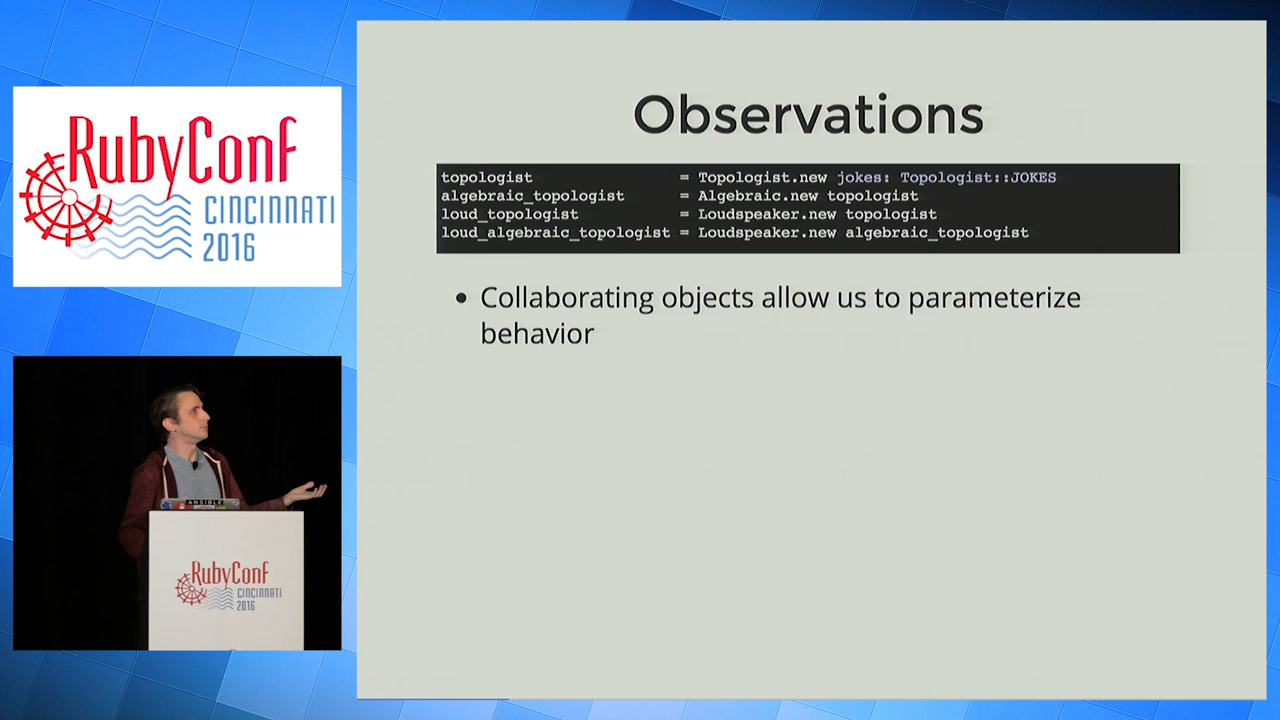 RubyConf
CINCINNATI
2016
Observations
topologist = Topologist.new jokes: Topologist::JOKES
algebraic_topologist = Algebraic.new topologist
loud_topologist = Loudspeaker.new topologist
loud_algebraic_topologist = Loudspeaker.new algebraic_topologist
• Collaborating objects allow us to parameterize
behavior
ANSIBLE
RubyConf
CINCINNATI
2016